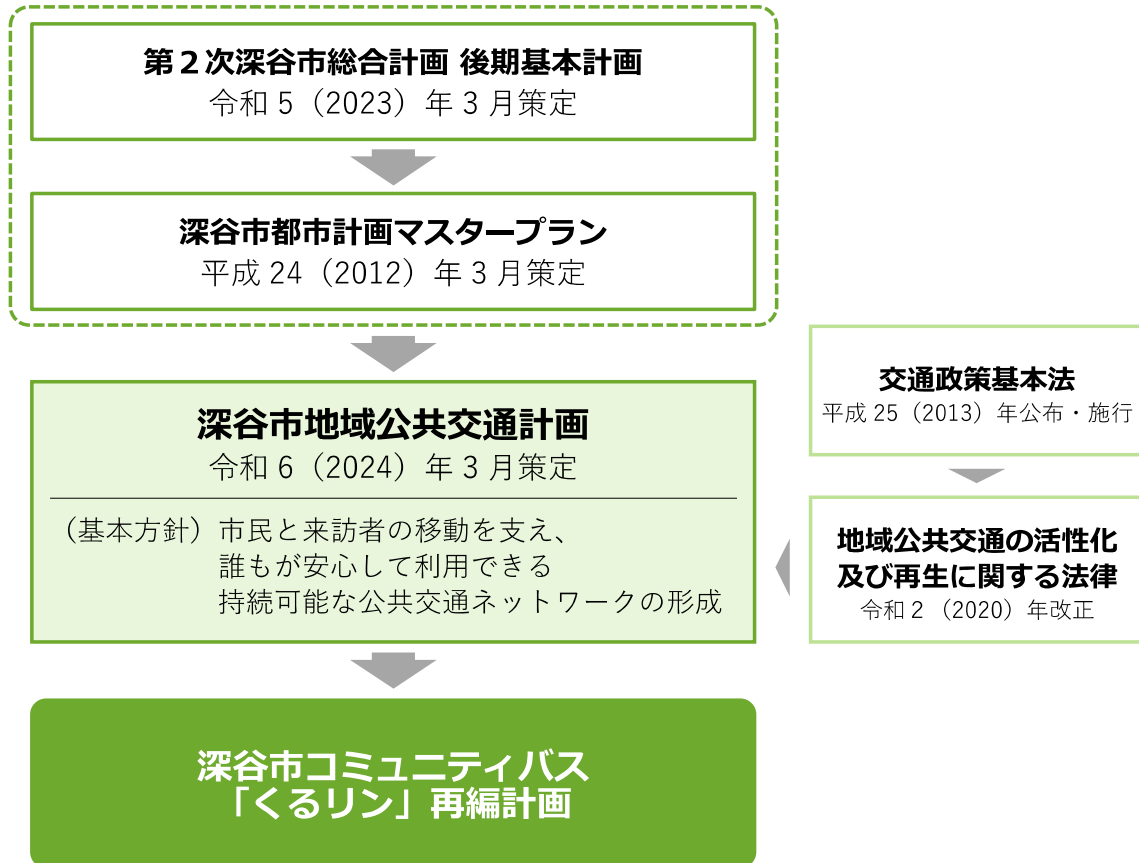 第２次深谷市総合計画 後期基本計画
令和 5（2023）年 3 月策定
深谷市都市計画マスタープラン
平成 24（2012）年 3 月策定
深谷市地域公共交通計画
令和 6（2024）年 3 月策定
（基本方針）市民と来訪者の移動を支え、
誰もが安心して利用できる
持続可能な公共交通ネットワークの形成
交通政策基本法
平成 25（2013）年公布・施行
地域公共交通の活性化
及び再生に関する法律
令和 2 （2020）年改正
深谷市コミュニティバス
「くるリン」再編計画